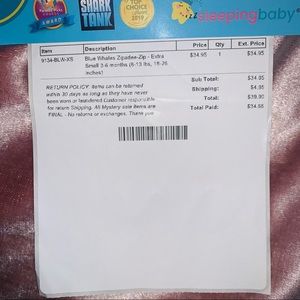 AWARD
SHARK TANK
TOP CHOICE
2019
sleepingbaby
Item Description Price Qty Ext. Price
9134-BLW-XS Blue Whales Zipadee-Zip - Extra $34.95 1 $34.95
Small 3-6 months (8-13 lbs, 18-26
inches)
Sub Total: $34.95
RETURN POLICY: Items can be returned Shipping: $4.95
within 30 days as long as they have never Total: $39.90
been worn or laundered Customer responsible
for return Shipping. All Mystery sale items are Total Paid:
FINAL - No returns or exchanges. Thank you